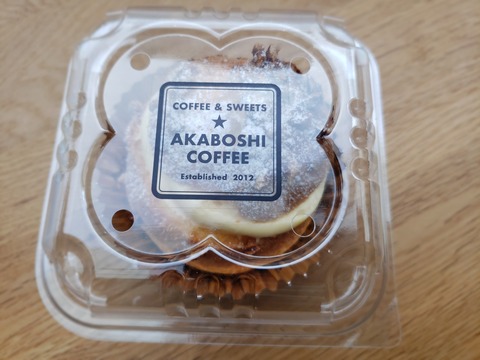 COFFEE & SWEETS
★
AKABOSHI
COFFEE
Established 2012.